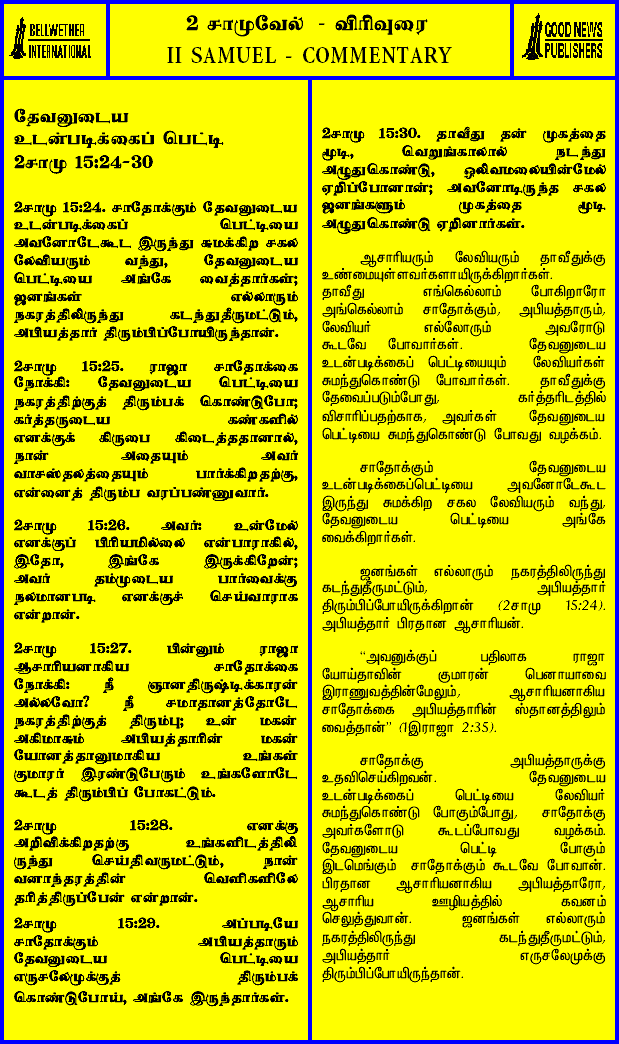 BELLWETHER
INTERNATIONAL
2 சாமுவேல் - விரிவுரை
II SAMUEL - COMMENTARY
GOOD NEWS
PUBLISHERS
தேவனுடைய
உடன்படிக்கைப் பெட்டி
2சாமு 15:24-30
2சாமு 15:24. சாதோக்கும் தேவனுடைய
உடன்படிக்கைப் பெட்டியை
அவனோடேகூட இருந்து சுமக்கிற சகல
லேவியரும் வந்து, தேவனுடைய
பெட்டியை அங்கே வைத்தார்கள்;
ஜனங்கள் எல்லாரும்
நகரத்திலிருந்து கடந்துதீருமட்டும்,
அபியத்தார் திரும்பிப்போயிருந்தான்.
2சாமு 15:25. ராஜா சாதோக்கை
நோக்கி: தேவனுடைய பெட்டியை
நகரத்திற்குத் திரும்பக் கொண்டுபோ;
கர்த்தருடைய கண்களில்
எனக்குக் கிருபை கிடைத்ததானால்,
நான் அதையும் அவர்
வாசஸ்தலத்தையும் பார்க்கிறதற்கு,
என்னைத் திரும்ப வரப்பண்ணுவார்.
2சாமு 15:26. அவர்: உன்மேல்
எனக்குப் பிரியமில்லை என்பாராகில்,
இதோ, இங்கே இருக்கிறேன்;
அவர் தம்முடைய பார்வைக்கு
நலமானபடி எனக்குச் செய்வாராக
என்றான்.
2சாமு 15:27. பின்னும் ராஜா
ஆசாரியனாகிய சாதோக்கை
நோக்கி: நீ ஞானதிருஷ்டிக்காரன்
அல்லவோ? நீ சமாதானத்தோடே
நகரத்திற்குத் திரும்பு; உன் மகன்
அகிமாசும் அபியத்தாரின் மகன்
யோனத்தானுமாகிய உங்கள்
குமாரர் இரண்டுபேரும் உங்களோடே
கூடத் திரும்பிப் போகட்டும்.
2சாமு 15:28. எனக்கு
அறிவிக்கிறதற்கு உங்களிடத்திலி
ருந்து செய்திவருமட்டும், நான்
வனாந்தரத்தின் வெளிகளிலே
தரித்திருப்பேன் என்றான்.
2சாமு 15:29. அப்படியே
சாதோக்கும் அபியத்தாரும்
தேவனுடைய பெட்டியை
எருசலேமுக்குத் திரும்பக்
கொண்டுபோய், அங்கே இருந்தார்கள்.
2சாமு 15:30. தாவீது தன் முகத்தை
மூடி, வெறுங்காலால் நடந்து
அழுதுகொண்டு, ஒலிவமலையின்மேல்
ஏறிப்போனான்; அவனோடிருந்த சகல
ஜனங்களும் முகத்தை மூடி
அழுதுகொண்டு ஏறினார்கள்.
ஆசாரியரும் லேவியரும் தாவீதுக்கு
உண்மையுள்ளவர்களாயிருக்கிறார்கள்.
தாவீது எங்கெல்லாம் போகிறாரோ
அங்கெல்லாம் சாதோக்கும், அபியத்தாரும்,
லேவியர் எல்லோரும் அவரோடு
கூடவே போவார்கள். தேவனுடைய
உடன்படிக்கைப் பெட்டியையும் லேவியர்கள்
சுமந்துகொண்டு போவார்கள். தாவீதுக்கு
தேவைப்படும்போது, கர்த்தரிடத்தில்
விசாரிப்பதற்காக, அவர்கள் தேவனுடைய
பெட்டியை சுமந்துகொண்டு போவது வழக்கம்.
சாதோக்கும் தேவனுடைய
உடன்படிக்கைப்பெட்டியை அவனோடேகூட
இருந்து சுமக்கிற சகல லேவியரும் வந்து,
தேவனுடைய பெட்டியை அங்கே
வைக்கிறார்கள்.
ஜனங்கள் எல்லாரும் நகரத்திலிருந்து
கடந்துதீருமட்டும், அபியத்தார்
திரும்பிப்போயிருக்கிறான் (2சாமு 15:24).
அபியத்தார் பிரதான ஆசாரியன்.
“அவனுக்குப் பதிலாக ராஜா
யோய்தாவின் குமாரன் பெனாயாவை
இராணுவத்தின்மேலும், ஆசாரியனாகிய
சாதோக்கை அபியத்தாரின் ஸ்தானத்திலும்
வைத்தான்” (1இராஜா 2:35).
சாதோக்கு அபியத்தாருக்கு
உதவிசெய்கிறவன். தேவனுடைய
உடன்படிக்கைப் பெட்டியை லேவியர்
சுமந்துகொண்டு போகும்போது, சாதோக்கு
அவர்களோடு கூடப்போவது வழக்கம்.
தேவனுடைய பெட்டி போகும்
இடமெங்கும் சாதோக்கும் கூடவே போவான்.
பிரதான ஆசாரியனாகிய அபியத்தாரோ,
ஆசாரிய ஊழியத்தில் கவனம்
செலுத்துவான். ஜனங்கள் எல்லாரும்
நகரத்திலிருந்து கடந்துதீருமட்டும்,
அபியத்தார் எருசலேமுக்கு
திரும்பிப்போயிருந்தான்.